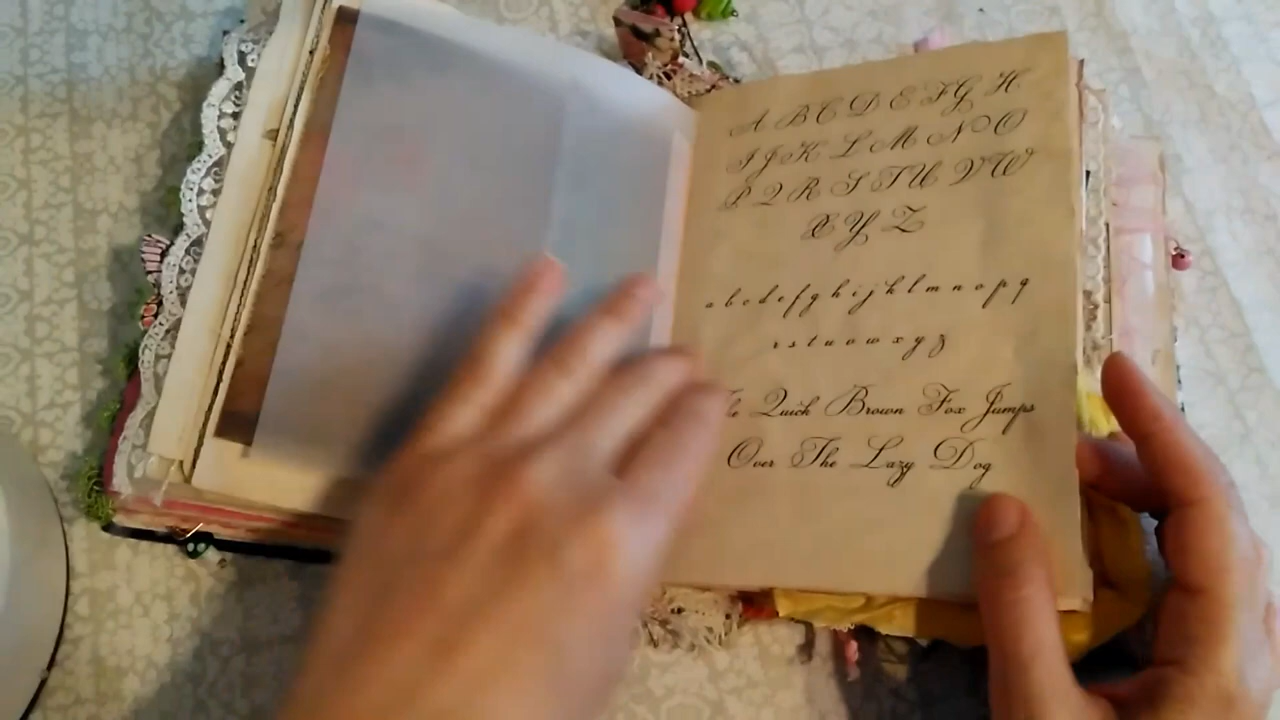 A B C D E F G H
I J K L M N O
P Q R S T U V W
X Y Z
a b c d e f g h i j k l m n o p q
r s t u v w x y z
Quick Brown Fox Jumps
Over The Lazy Dog